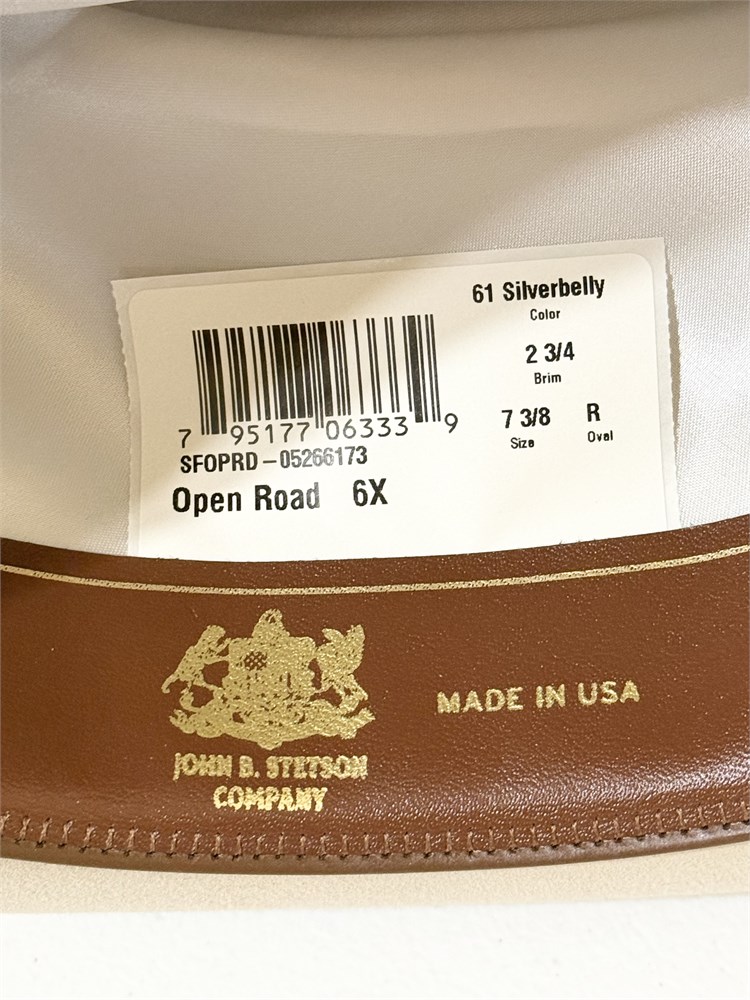 61 Silverbelly
Color
2 3/4
Brim
7 3/8 R
Size Oval
7 95177 06333 9
SFOPRD-05266173
Open Road 6X
MADE IN USA
JOHN B. STETSON
COMPANY